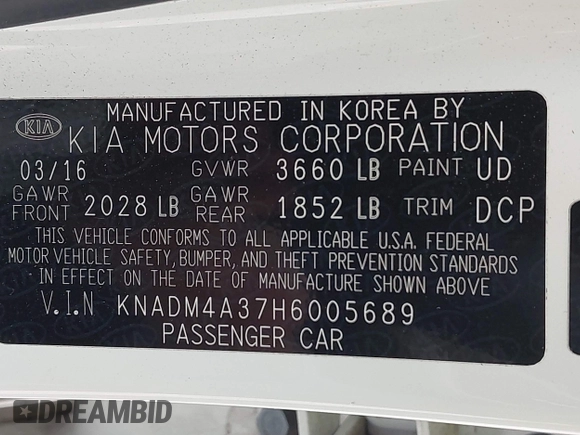 MANUFACTURED IN KOREA BY
KIA KIA MOTORS CORPORATION
03/16 GVWR 3660 LB PAINT UD
GAWR FRONT 2028 LB GAWR REAR 1852 LB TRIM DCP
THIS VEHICLE CONFORMS TO ALL APPLICABLE U.S.A. FEDERAL
MOTOR VEHICLE SAFETY, BUMPER, AND THEFT PREVENTION STANDARDS
IN EFFECT ON THE DATE OF MANUFACTURE SHOWN ABOVE
V.I.N KNADM4A37H6005689
PASSENGER CAR
DREAMBID